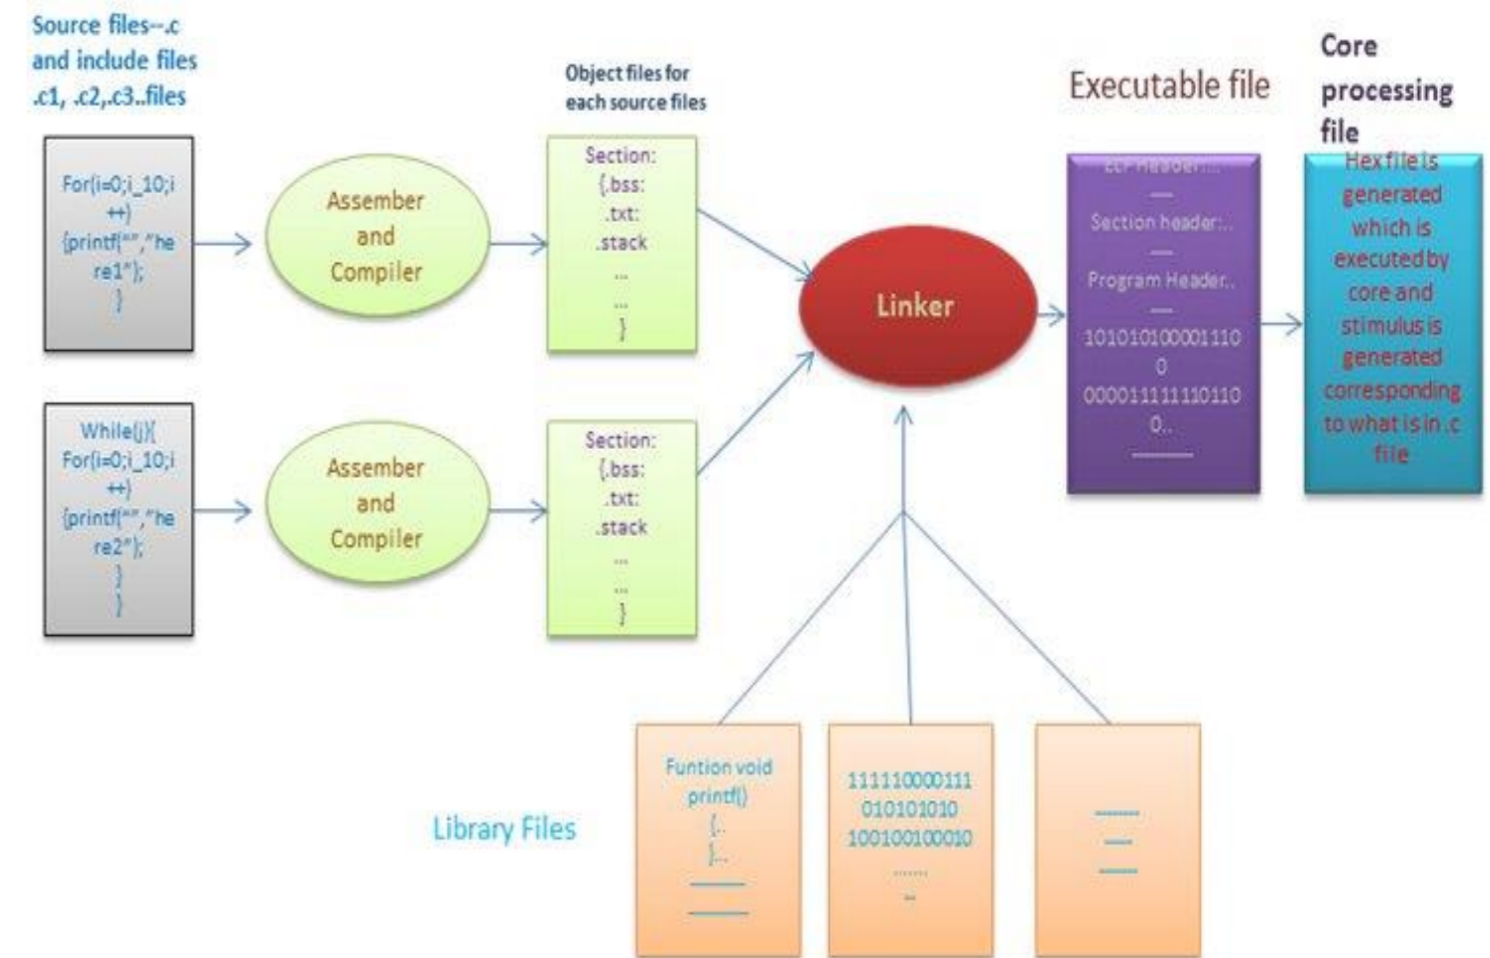 Source files--.c
and include files
.c1, .c2,.c3..files
Object files for
each source files
Executable file
Core
processing
file
For(i=0;i_10;i
++)
{printf("","he
re1");
}
Assember
and
Compiler
Section:
{.bss:
.txt:
.stack
...
...
}
Linker
ELF Header:...
---
Section header:...
---
Program Header..
---
101010100001110
0
000011111110110
0..
Hex file is
generated
which is
executed by
core and
stimulus is
generated
corresponding
to what is in .c
file
While(j){
For(i=0;i_10;i
++)
{printf("","he
re2");
}
}
Assember
and
Compiler
Section:
{.bss:
.txt:
.stack
...
...
}
Library Files
Funtion void
printf()
{..
}...
111110000111
010101010
100100100010
.......
--